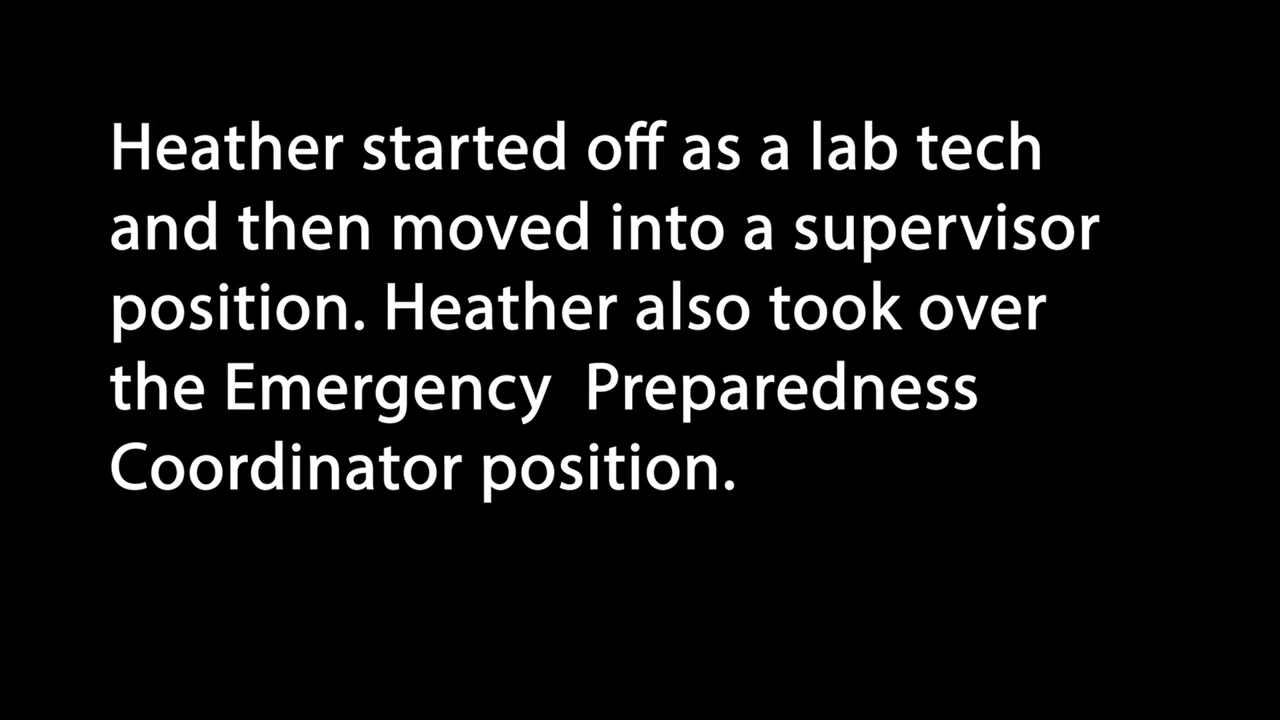 Heather started off as a lab tech
and then moved into a supervisor
position. Heather also took over
the Emergency  Preparedness
Coordinator position.